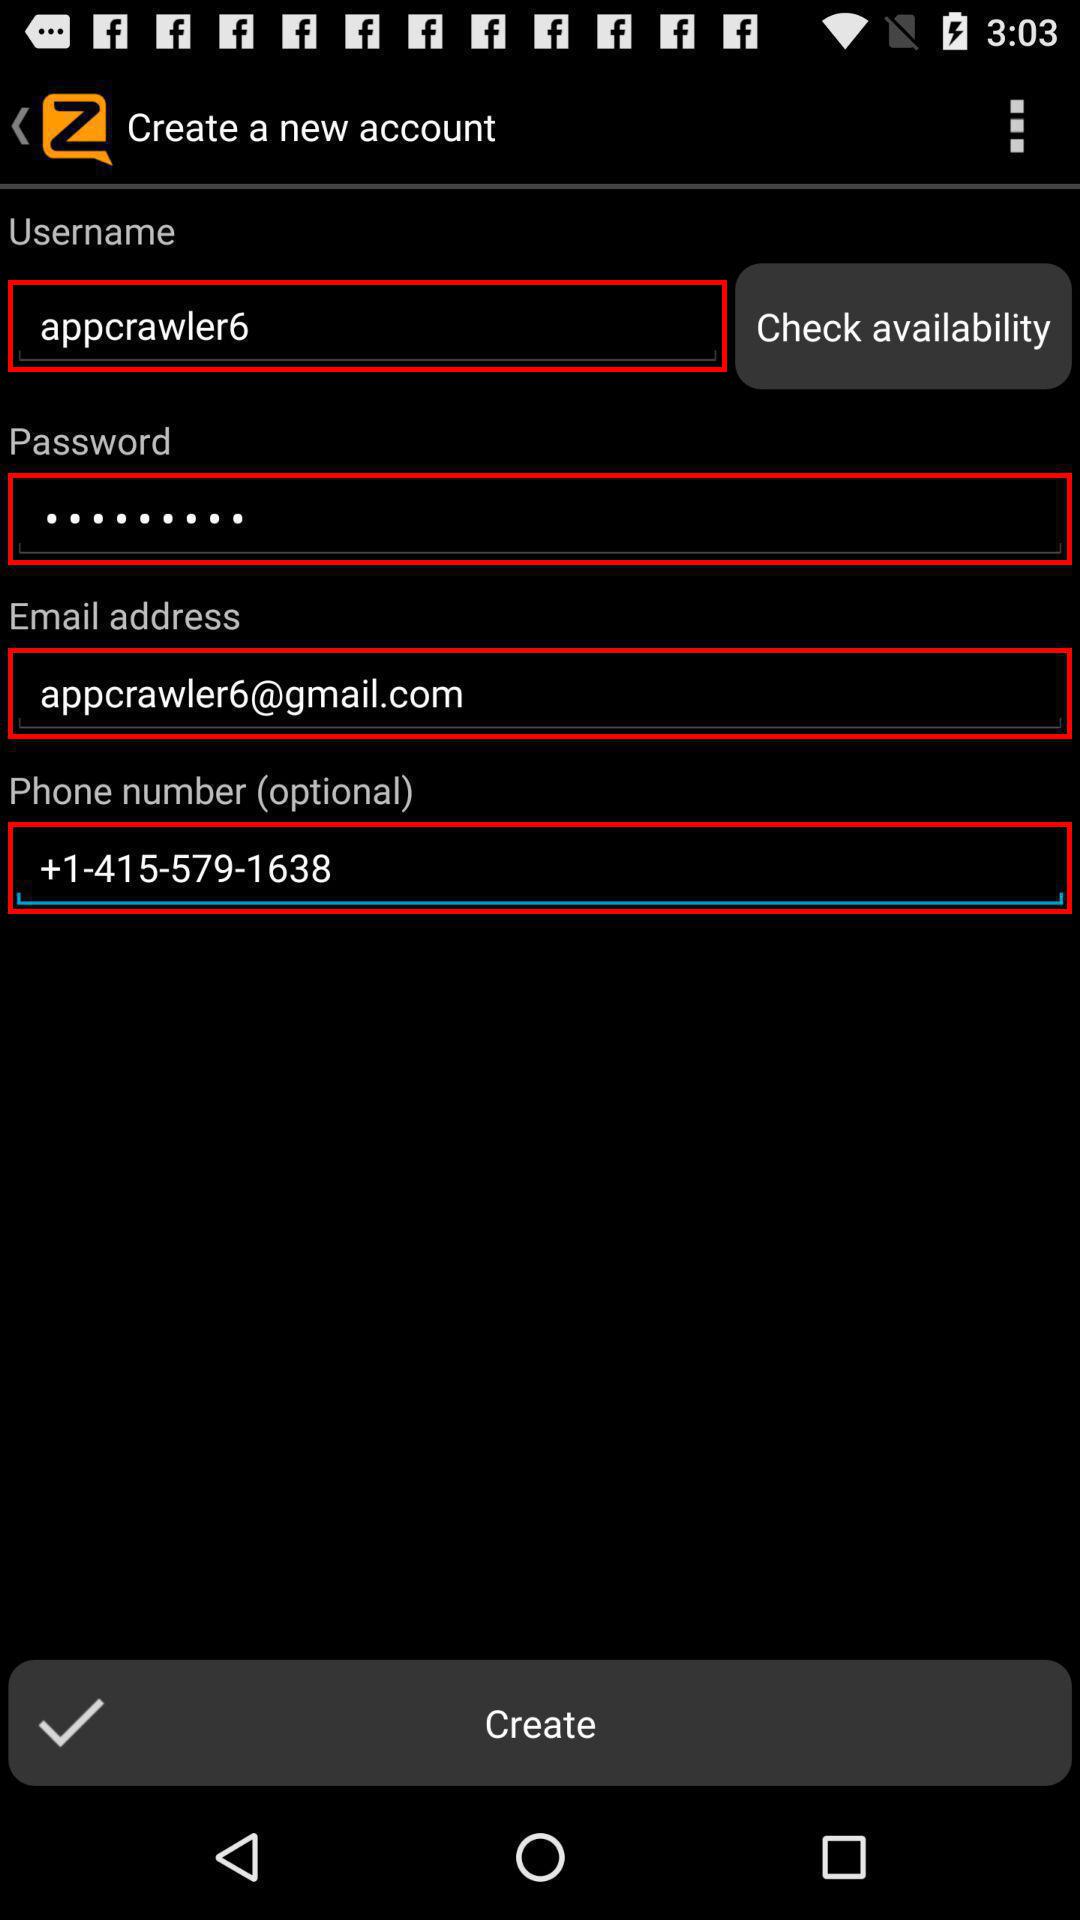 3:03
Create a new account
Username
appcrawler6
Check availability
Password
•••••••••
Email address
appcrawler6@gmail.com
Phone number (optional)
+1-415-579-1638
Create